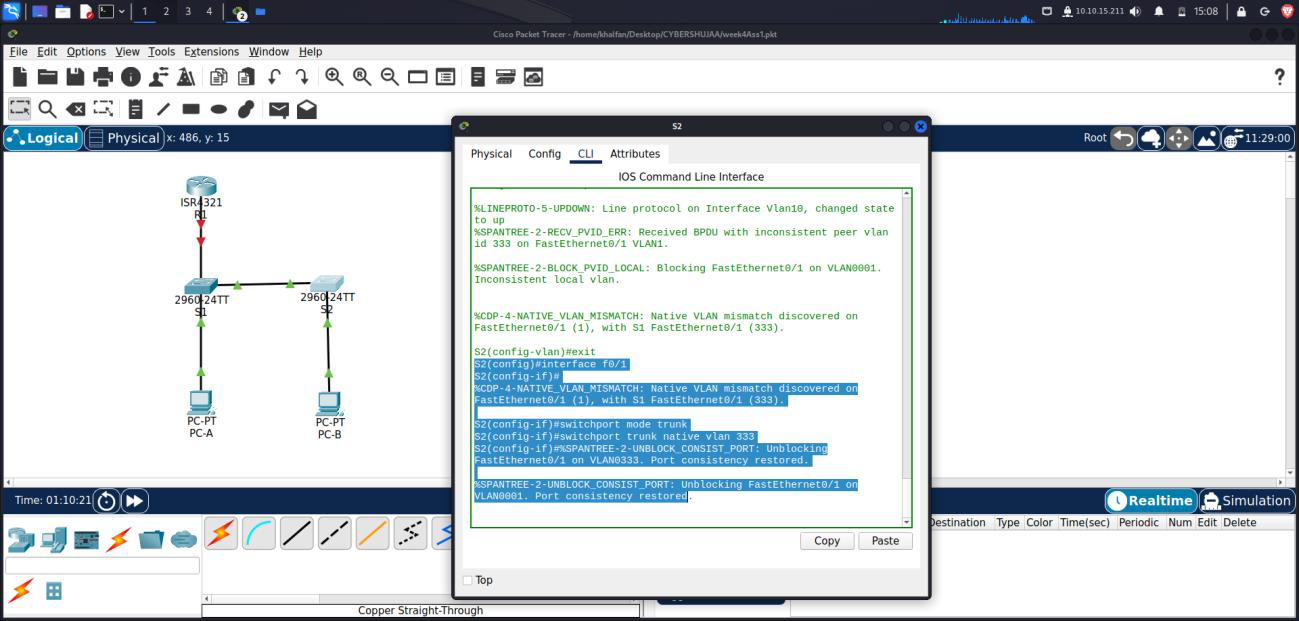 1 2 3 4 2 10.10.15.211 15:08
Cisco Packet Tracer - /home/khalfan/Desktop/CYBERSHUJAA/week4Ass1.pkt
File Edit Options View Tools Extensions Window Help
?
Logical Physical x: 486, y: 15
Root 11:29:00
ISR4321
R1
2960-24TT
S1
2960-24TT
S2
PC-PT
PC-A
PC-PT
PC-B
S2
Physical Config CLI Attributes
IOS Command Line Interface
%LINEPROTO-5-UPDOWN: Line protocol on Interface Vlan10, changed state
to up
%SPANTREE-2-RECV_PVID_ERR: Received BPDU with inconsistent peer vlan
id 333 on FastEthernet0/1 VLAN1.
%SPANTREE-2-BLOCK_PVID_LOCAL: Blocking FastEthernet0/1 on VLAN0001.
Inconsistent local vlan.
%CDP-4-NATIVE_VLAN_MISMATCH: Native VLAN mismatch discovered on
FastEthernet0/1 (1), with S1 FastEthernet0/1 (333).
S2(config-vlan)#exit
S2(config)#interface f0/1
S2(config-if)#
%CDP-4-NATIVE_VLAN_MISMATCH: Native VLAN mismatch discovered on
FastEthernet0/1 (1), with S1 FastEthernet0/1 (333).
S2(config-if)#switchport mode trunk
S2(config-if)#switchport trunk native vlan 333
S2(config-if)#%SPANTREE-2-UNBLOCK_CONSIST_PORT: Unblocking
FastEthernet0/1 on VLAN0333. Port consistency restored.
%SPANTREE-2-UNBLOCK_CONSIST_PORT: Unblocking FastEthernet0/1 on
VLAN0001. Port consistency restored.
Copy Paste
Top
Time: 01:10:21
Realtime Simulation
Destination Type Color Time(sec) Periodic Num Edit Delete
Copper Straight-Through